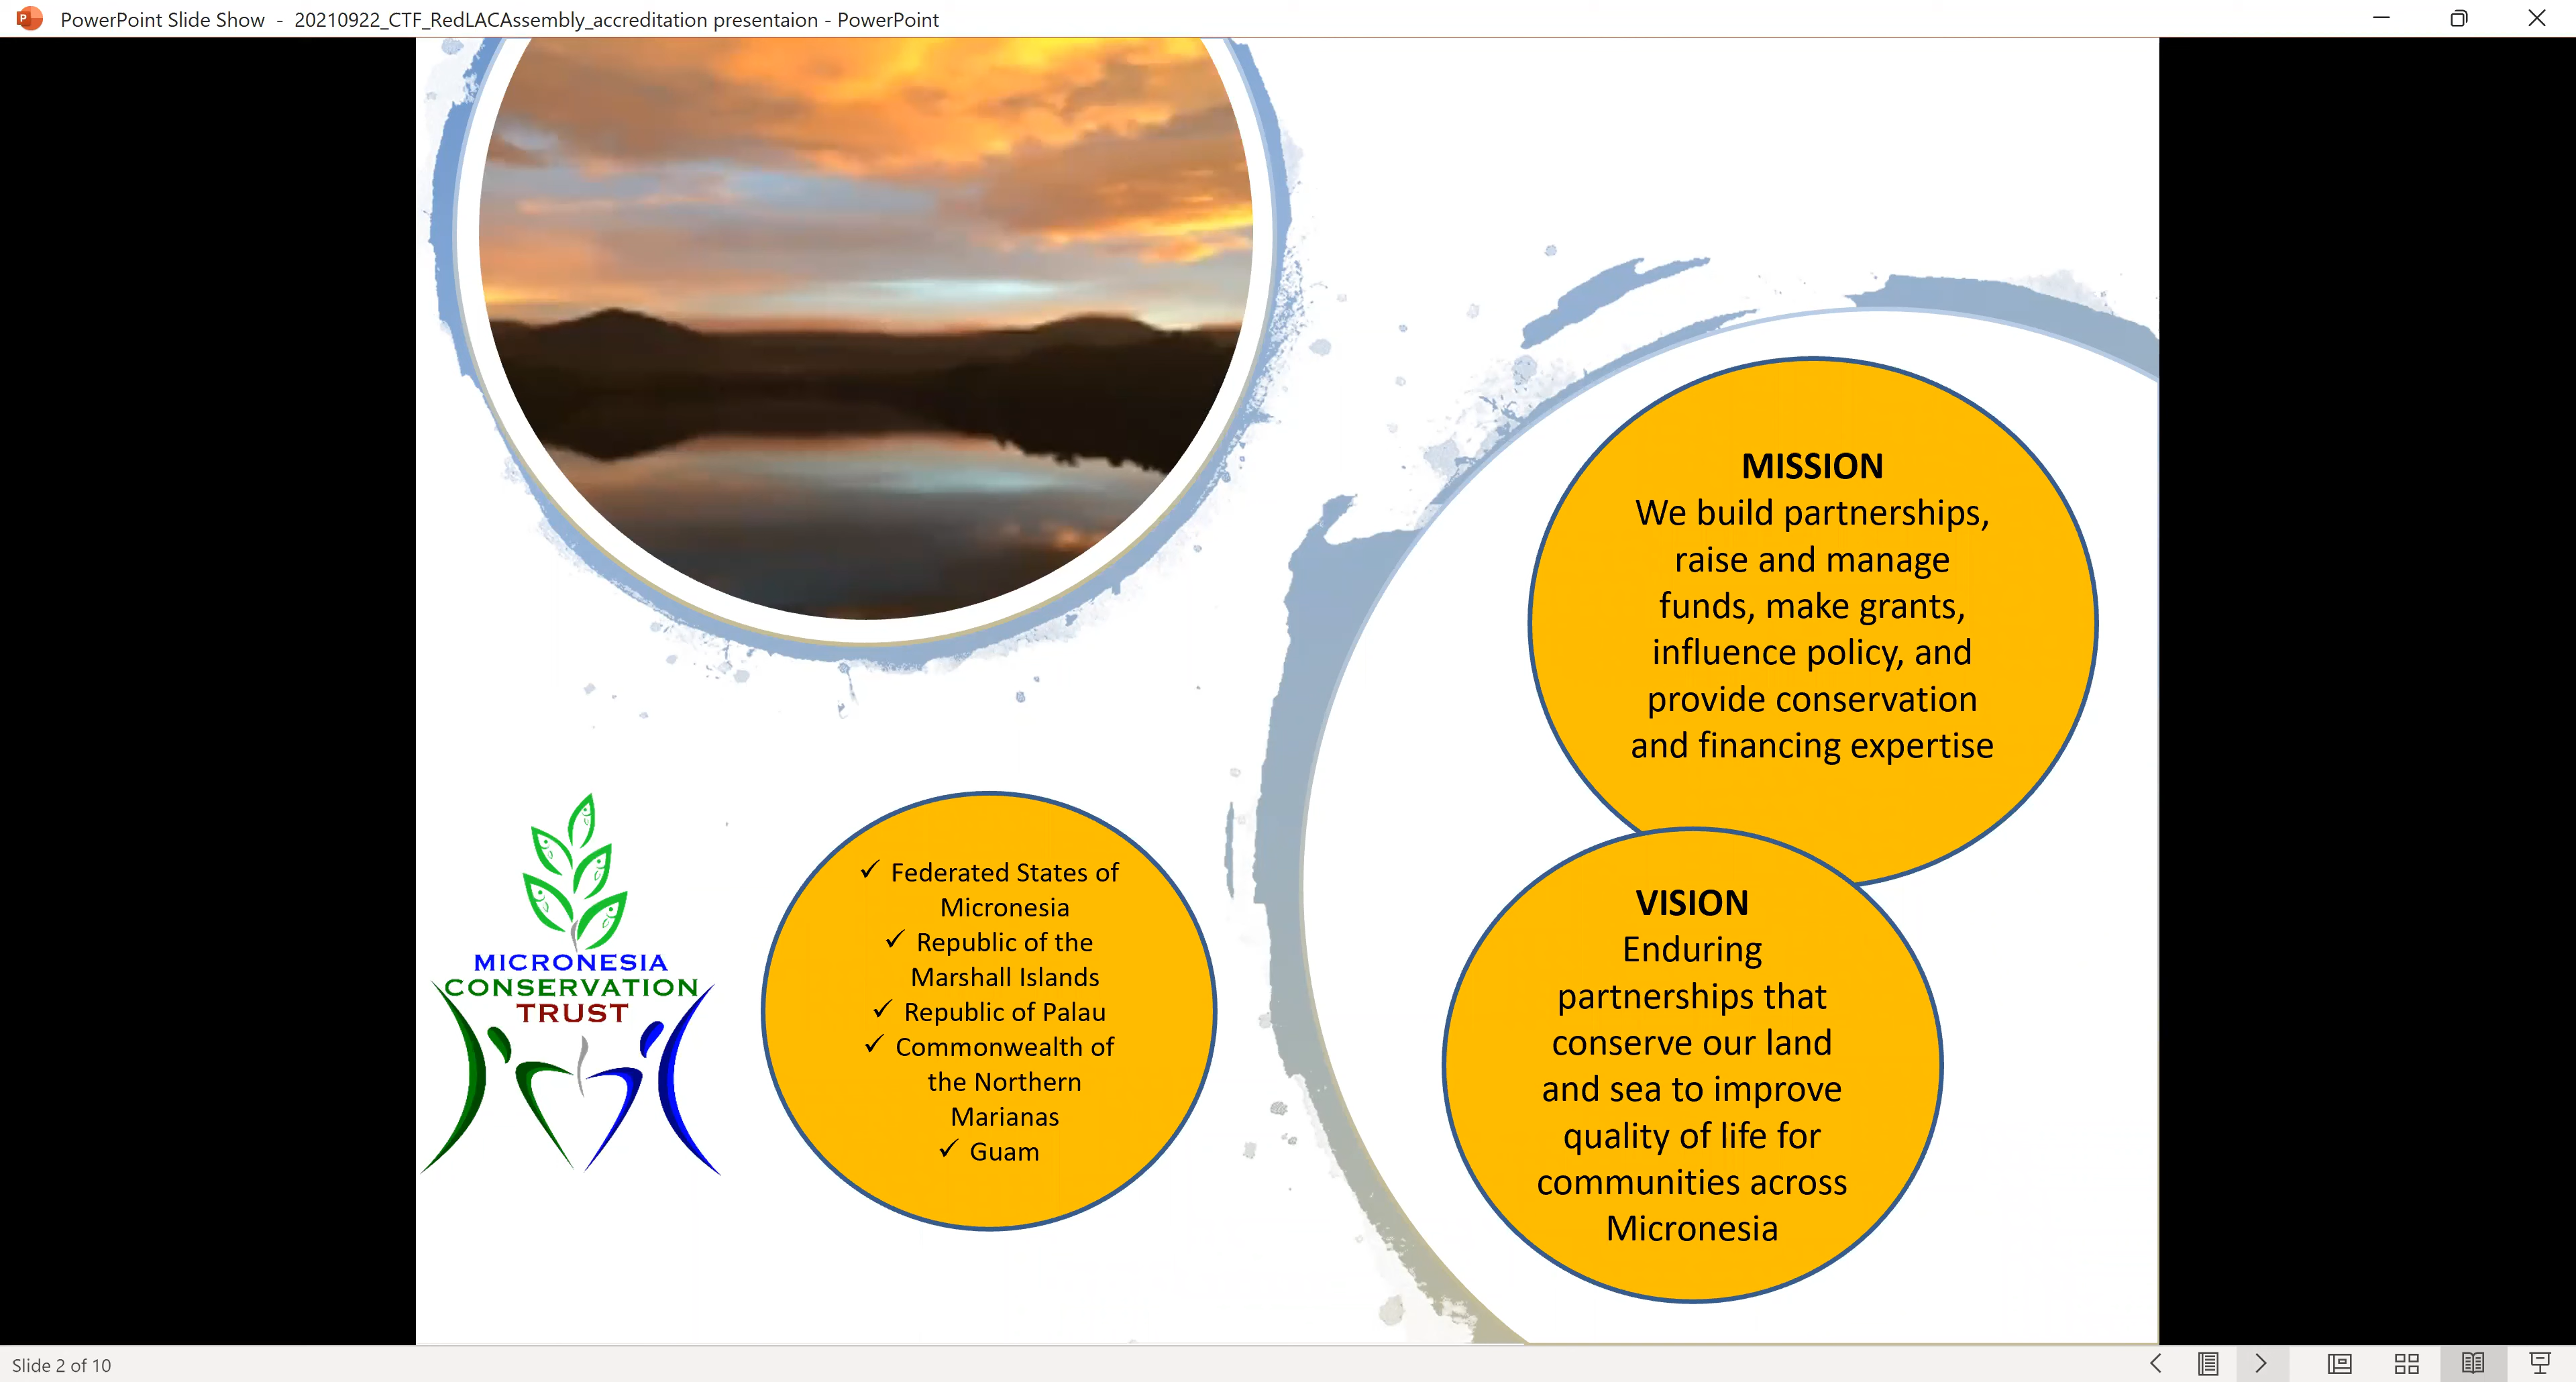 PowerPoint Slide Show - 20210922_CTF_RedLACAssembly_accreditation presentaion - PowerPoint
MISSION
We build partnerships,
raise and manage
funds, make grants,
influence policy, and
provide conservation
and financing expertise
MICRONESIA
CONSERVATION
TRUST
✓ Federated States of
Micronesia
✓ Republic of the
Marshall Islands
✓ Republic of Palau
✓ Commonwealth of
the Northern
Marianas
✓ Guam
VISION
Enduring
partnerships that
conserve our land
and sea to improve
quality of life for
communities across
Micronesia
Slide 2 of 10